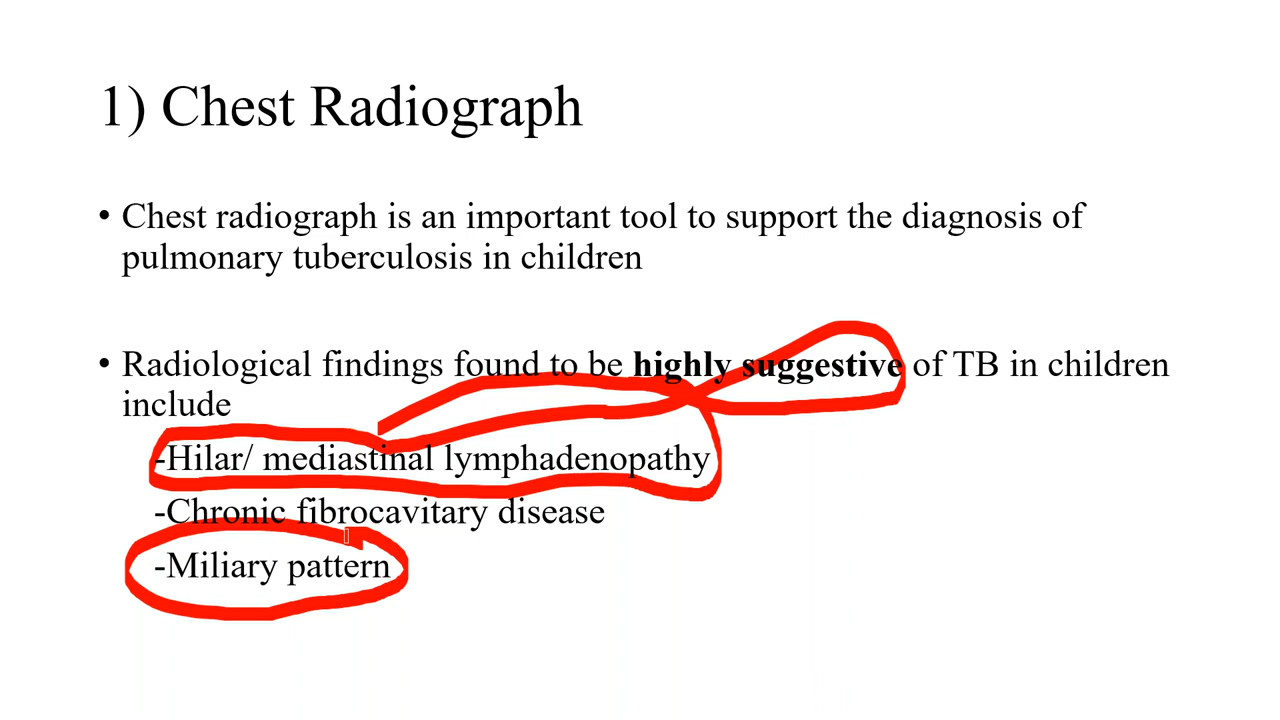 1) Chest Radiograph
• Chest radiograph is an important tool to support the diagnosis of
pulmonary tuberculosis in children
• Radiological findings found to be highly suggestive of TB in children
include
-Hilar/ mediastinal lymphadenopathy
-Chronic fibrocavitary disease
-Miliary pattern